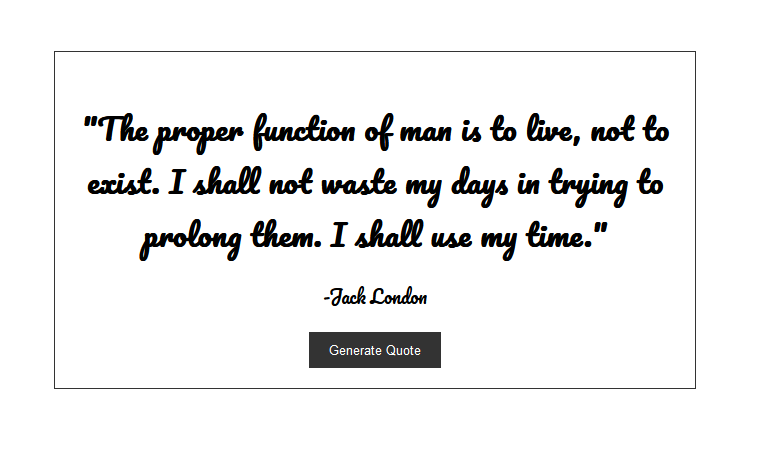 "The proper function of man is to live, not to
exist. I shall not waste my days in trying to
prolong them. I shall use my time."
-Jack London
Generate Quote